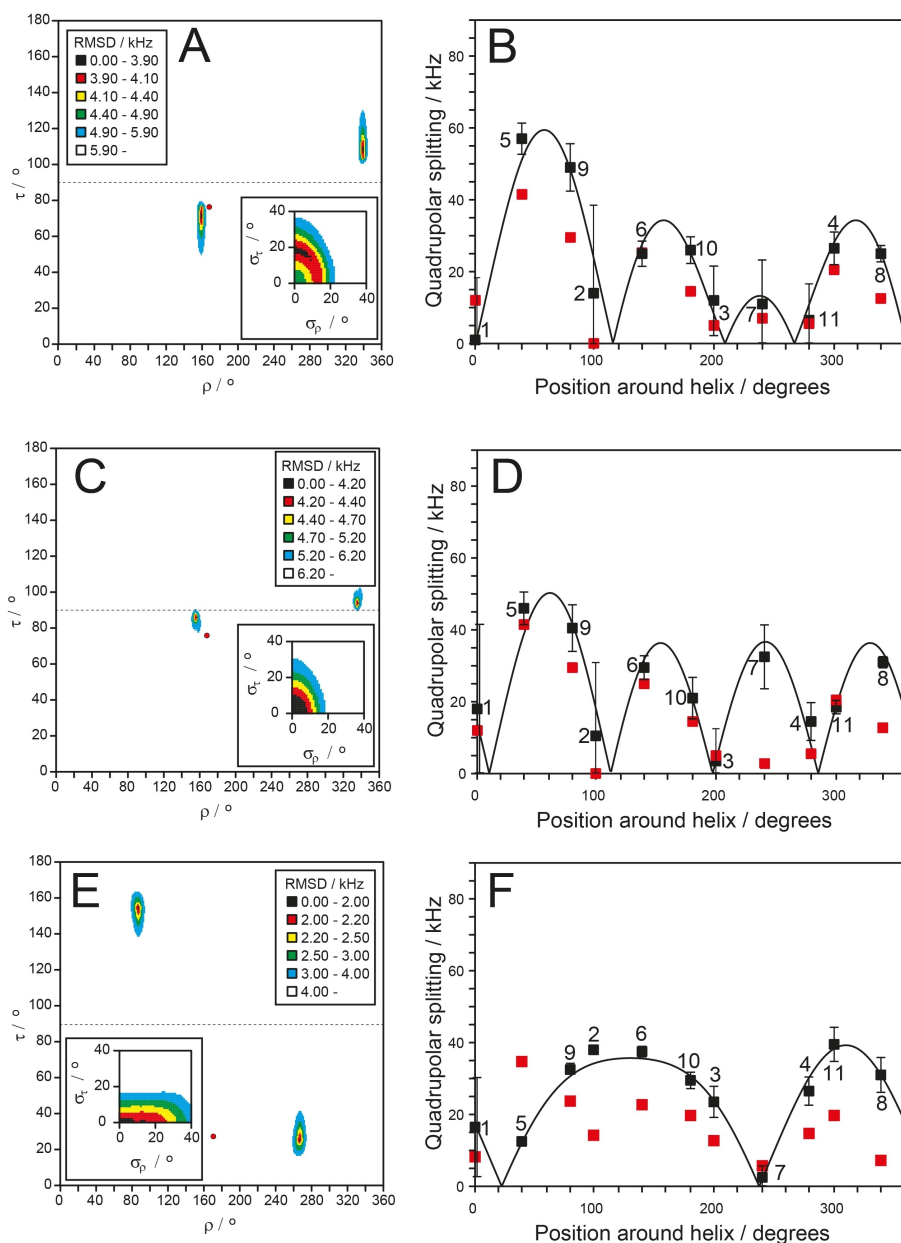 A
RMSD / kHz
0.00 - 3.90
3.90 - 4.10
4.10 - 4.40
4.40 - 4.90
4.90 - 5.90
5.90 -
τ / °
180
160
140
120
100
80
60
40
20
0
0 40 80 120 160 200 240 280 320 360
ρ / °
στ / °
40
20
0
0 20 40
σρ / °
B
Quadrupolar splitting / kHz
80
60
40
20
0
0 100 200 300
Position around helix / degrees
1
5
9
2
6
10
3
7
11
4
8
C
RMSD / kHz
0.00 - 4.20
4.20 - 4.40
4.40 - 4.70
4.70 - 5.20
5.20 - 6.20
6.20 -
τ / °
180
160
140
120
100
80
60
40
20
0
0 40 80 120 160 200 240 280 320 360
ρ / °
στ / °
40
20
0
0 20 40
σρ / °
D
Quadrupolar splitting / kHz
80
60
40
20
0
0 100 200 300
Position around helix / degrees
1
5
9
2
6
10
3
7
4
11
8
E
RMSD / kHz
0.00 - 2.00
2.00 - 2.20
2.20 - 2.50
2.50 - 3.00
3.00 - 4.00
4.00 -
τ / °
180
160
140
120
100
80
60
40
20
0
0 40 80 120 160 200 240 280 320 360
ρ / °
στ / °
40
20
0
0 20 40
σρ / °
F
Quadrupolar splitting / kHz
80
60
40
20
0
0 100 200 300
Position around helix / degrees
1
5
9
2
6
10
3
7
4
11
8